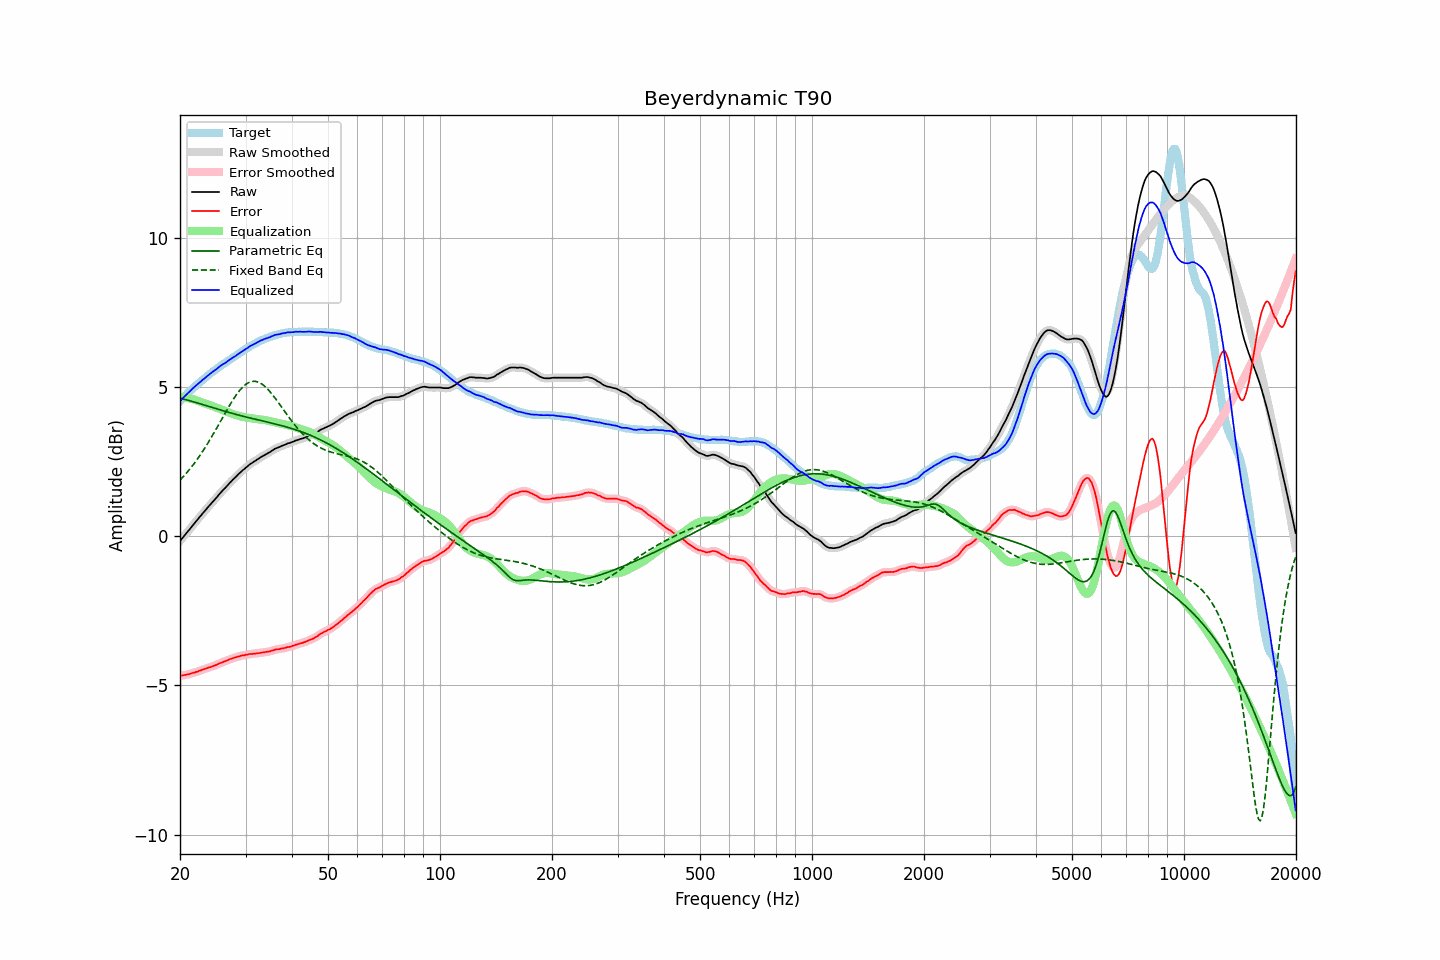 Beyerdynamic T90
Target
Raw Smoothed
Error Smoothed
Raw
Error
Equalization
Parametric Eq
Fixed Band Eq
Equalized
10
5
0
−5
−10
Amplitude (dBr)
20
50
100
200
500
1000
2000
5000
10000
20000
Frequency (Hz)